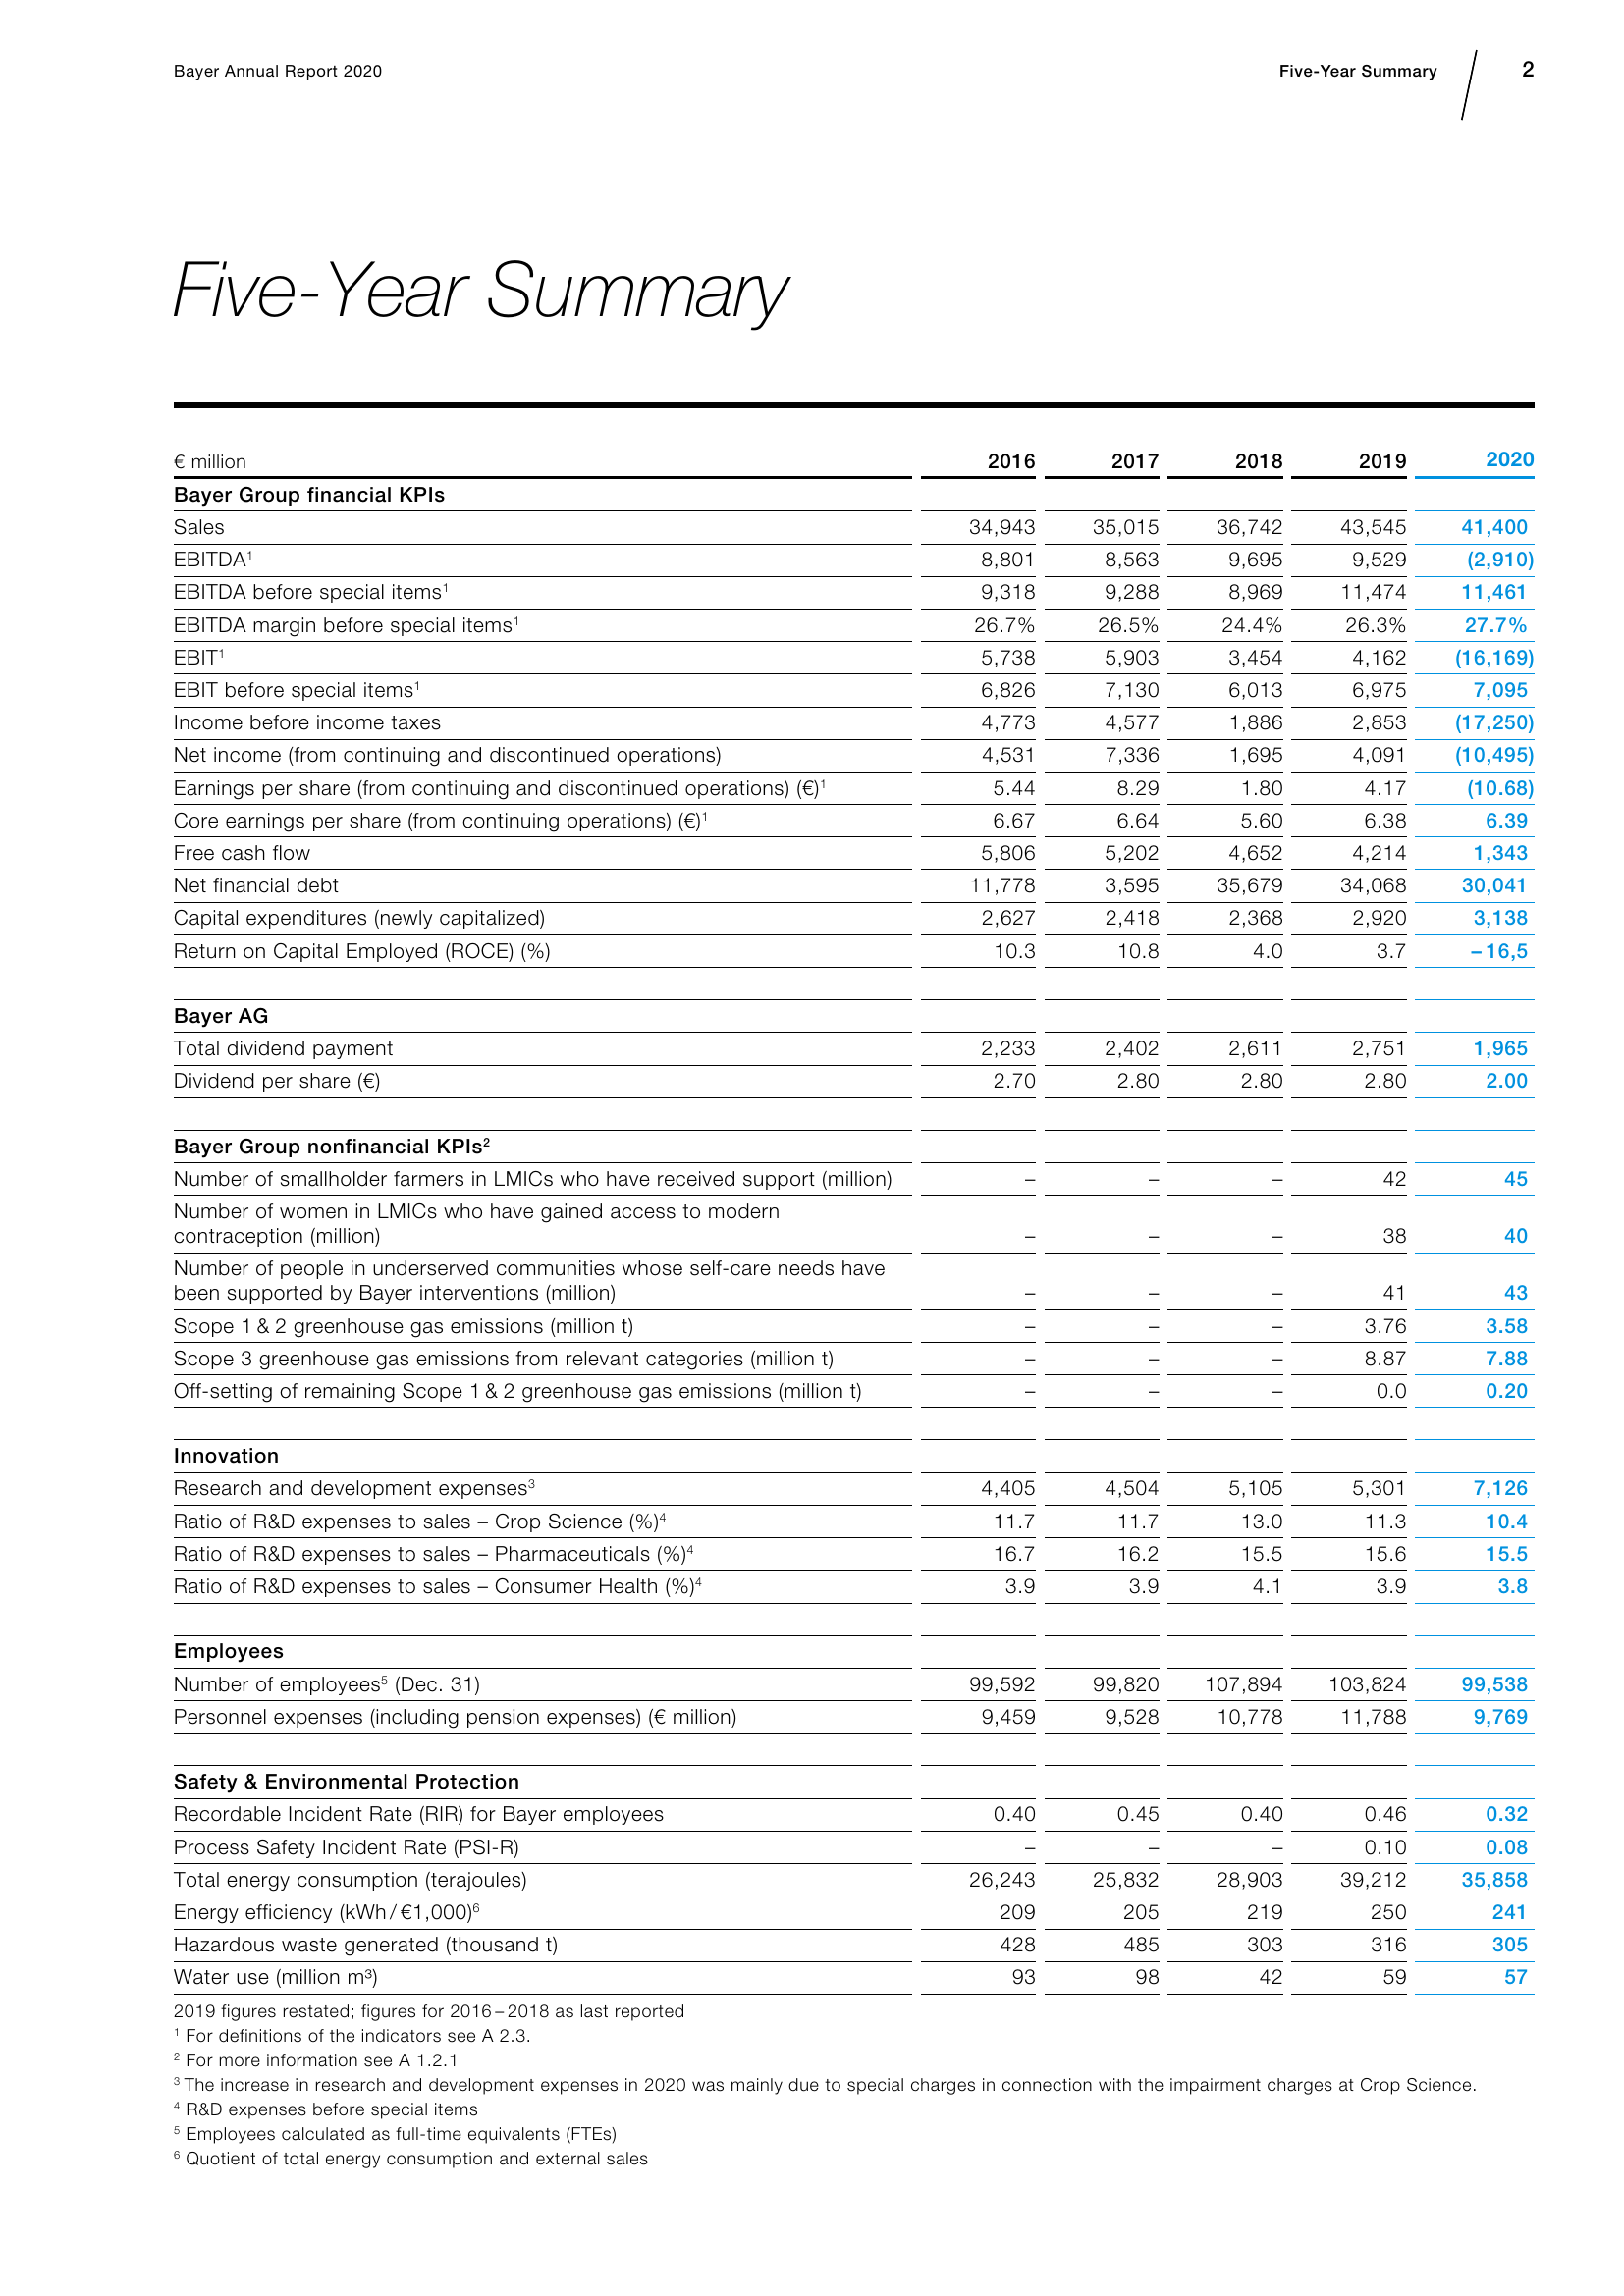 Bayer Annual Report 2020 Five-Year Summary 2
Five-Year Summary
€ million 2016 2017 2018 2019 2020
Bayer Group financial KPIs
Sales 34,943 35,015 36,742 43,545 41,400
EBITDA¹ 8,801 8,563 9,695 9,529 (2,910)
EBITDA before special items¹ 9,318 9,288 8,969 11,474 11,461
EBITDA margin before special items¹ 26.7% 26.5% 24.4% 26.3% 27.7%
EBIT¹ 5,738 5,903 3,454 4,162 (16,169)
EBIT before special items¹ 6,826 7,130 6,013 6,975 7,095
Income before income taxes 4,773 4,577 1,886 2,853 (17,250)
Net income (from continuing and discontinued operations) 4,531 7,336 1,695 4,091 (10,495)
Earnings per share (from continuing and discontinued operations) (€)¹ 5.44 8.29 1.80 4.17 (10.68)
Core earnings per share (from continuing operations) (€)¹ 6.67 6.64 5.60 6.38 6.39
Free cash flow 5,806 5,202 4,652 4,214 1,343
Net financial debt 11,778 3,595 35,679 34,068 30,041
Capital expenditures (newly capitalized) 2,627 2,418 2,368 2,920 3,138
Return on Capital Employed (ROCE) (%) 10.3 10.8 4.0 3.7 –16,5
Bayer AG
Total dividend payment 2,233 2,402 2,611 2,751 1,965
Dividend per share (€) 2.70 2.80 2.80 2.80 2.00
Bayer Group nonfinancial KPIs²
Number of smallholder farmers in LMICs who have received support (million) – – – 42 45
Number of women in LMICs who have gained access to modern
contraception (million) – – – 38 40
Number of people in underserved communities whose self-care needs have
been supported by Bayer interventions (million) – – – 41 43
Scope 1 & 2 greenhouse gas emissions (million t) – – – 3.76 3.58
Scope 3 greenhouse gas emissions from relevant categories (million t) – – – 8.87 7.88
Off-setting of remaining Scope 1 & 2 greenhouse gas emissions (million t) – – – 0.0 0.20
Innovation
Research and development expenses³ 4,405 4,504 5,105 5,301 7,126
Ratio of R&D expenses to sales – Crop Science (%)⁴ 11.7 11.7 13.0 11.3 10.4
Ratio of R&D expenses to sales – Pharmaceuticals (%)⁴ 16.7 16.2 15.5 15.6 15.5
Ratio of R&D expenses to sales – Consumer Health (%)⁴ 3.9 3.9 4.1 3.9 3.8
Employees
Number of employees⁵ (Dec. 31) 99,592 99,820 107,894 103,824 99,538
Personnel expenses (including pension expenses) (€ million) 9,459 9,528 10,778 11,788 9,769
Safety & Environmental Protection
Recordable Incident Rate (RIR) for Bayer employees 0.40 0.45 0.40 0.46 0.32
Process Safety Incident Rate (PSI-R) – – – 0.10 0.08
Total energy consumption (terajoules) 26,243 25,832 28,903 39,212 35,858
Energy efficiency (kWh / €1,000)⁶ 209 205 219 250 241
Hazardous waste generated (thousand t) 428 485 303 316 305
Water use (million m³) 93 98 42 59 57
2019 figures restated; figures for 2016 – 2018 as last reported
¹ For definitions of the indicators see A 2.3.
² For more information see A 1.2.1
³ The increase in research and development expenses in 2020 was mainly due to special charges in connection with the impairment charges at Crop Science.
⁴ R&D expenses before special items
⁵ Employees calculated as full-time equivalents (FTEs)
⁶ Quotient of total energy consumption and external sales